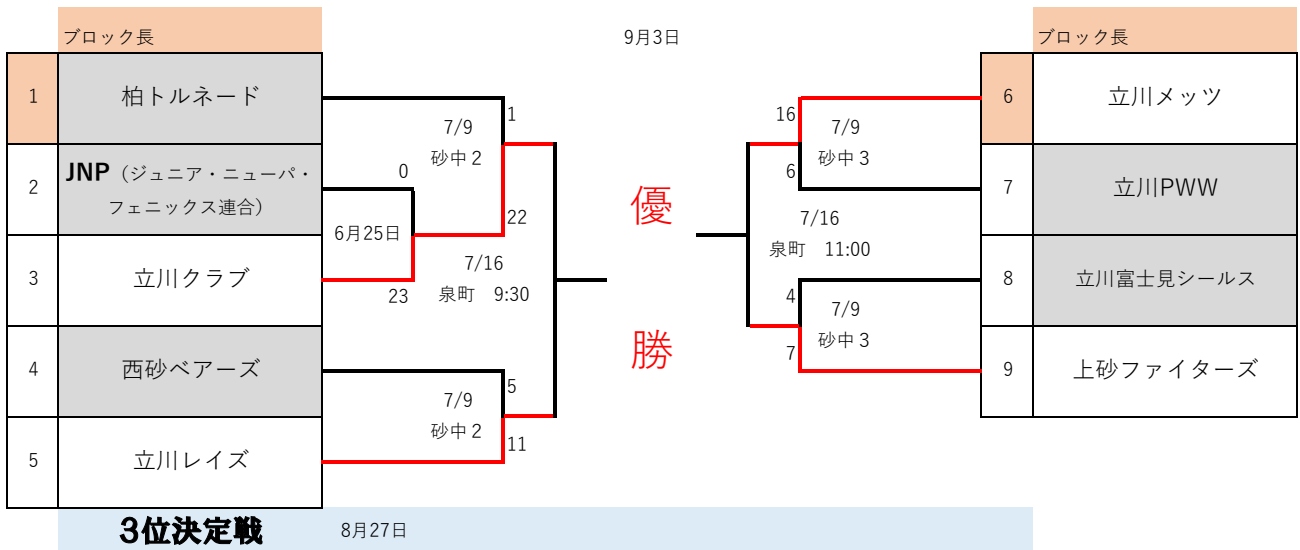 ブロック長
9月3日
ブロック長
1
柏トルネード
2
JNP（ジュニア・ニューパ・
フェニックス連合）
3
立川クラブ
4
西砂ベアーズ
5
立川レイズ
0
6月25日
23
1
7/9
砂中２
22
7/16
泉町　9:30
5
7/9
砂中２
11
優
勝
16
7/9
砂中３
6
7/16
泉町　11:00
4
7/9
砂中３
7
6
立川メッツ
7
立川PWW
8
立川富士見シールス
9
上砂ファイターズ
3位決定戦
8月27日